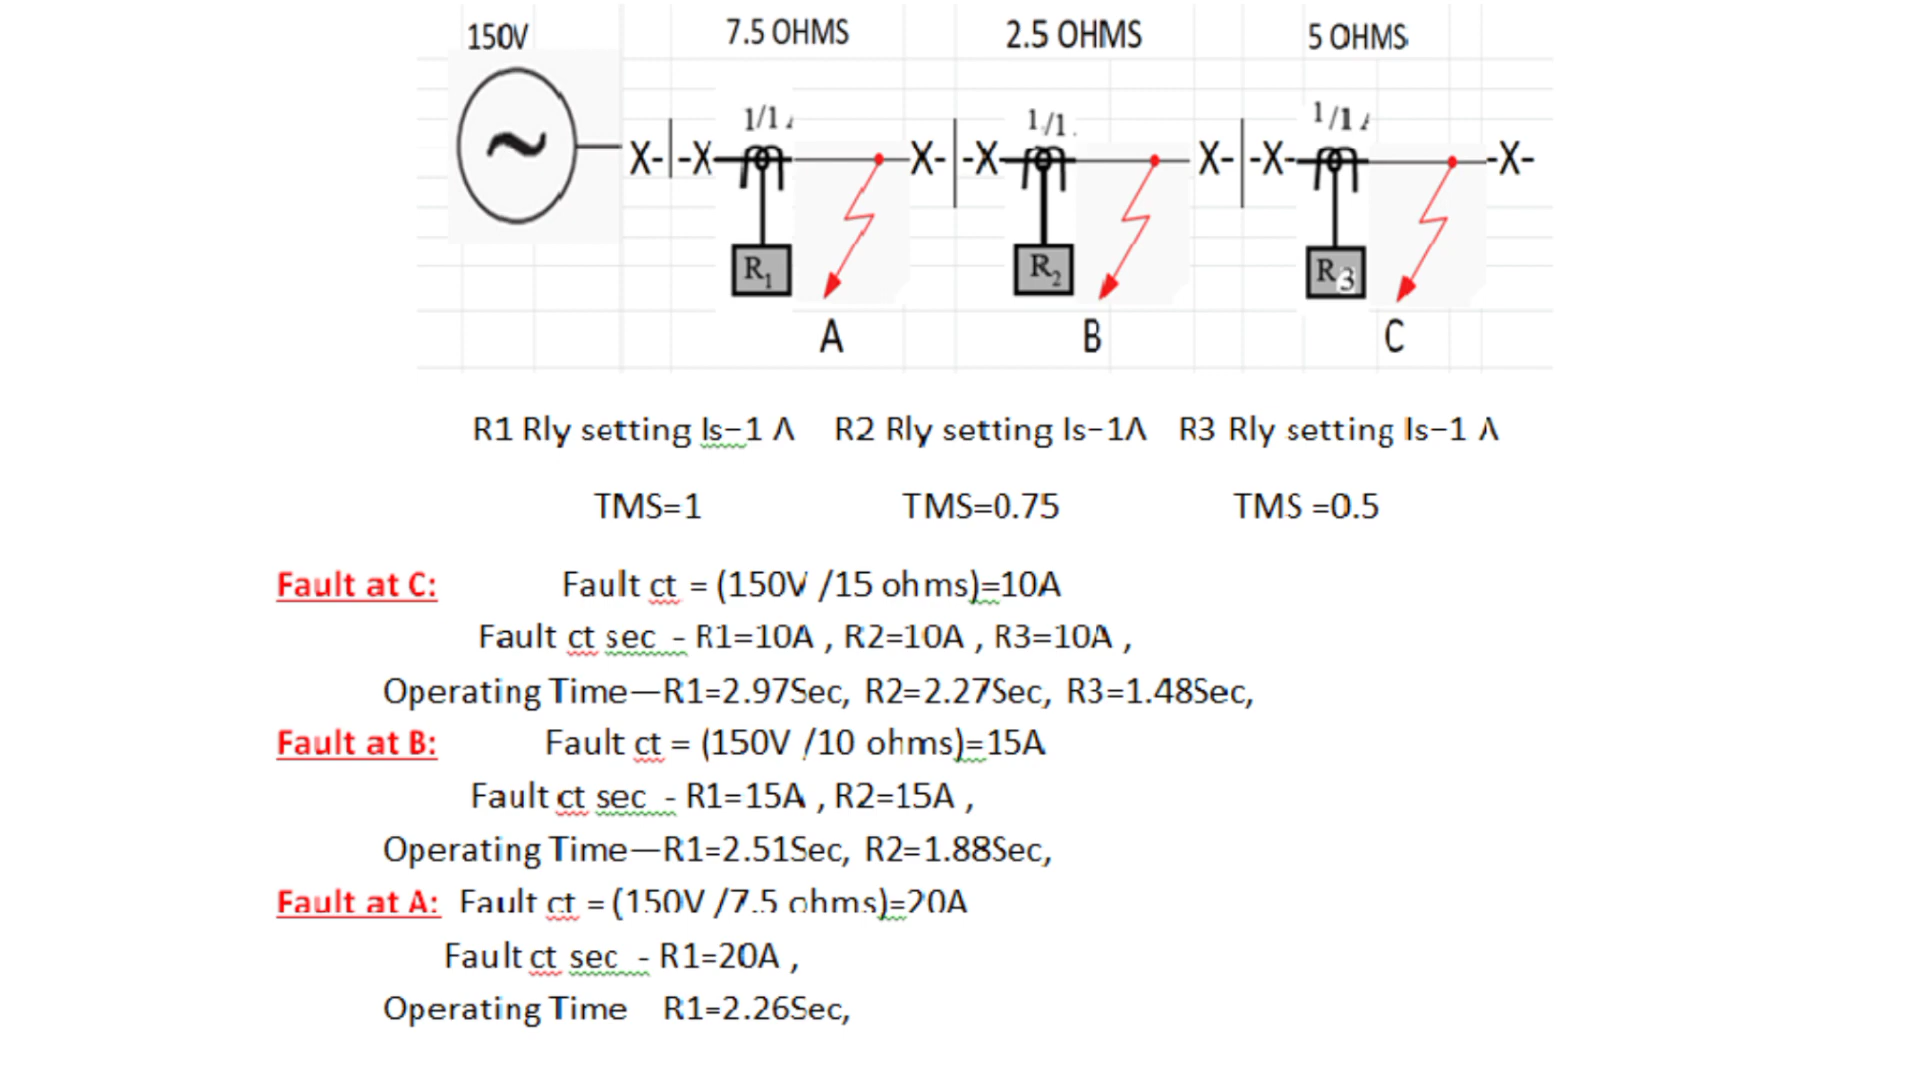 150V 7.5 OHMS 2.5 OHMS 5 OHMS
1/1 1/1. 1/1
X- -X X- -X X- -X -X-
R1 R2 R3
A B C
R1 Rly setting Is-1 A R2 Rly setting Is-1A R3 Rly setting Is-1 A
TMS=1 TMS=0.75 TMS =0.5
Fault at C: Fault ct = (150V /15 ohms)=10A
Fault ct sec - R1=10A , R2=10A , R3=10A ,
Operating Time—R1=2.97Sec, R2=2.27Sec, R3=1.48Sec,
Fault at B: Fault ct = (150V /10 ohms)=15A
Fault ct sec - R1=15A , R2=15A ,
Operating Time—R1=2.51Sec, R2=1.88Sec,
Fault at A: Fault ct = (150V /7.5 ohms)=20A
Fault ct sec - R1=20A ,
Operating Time R1=2.26Sec,